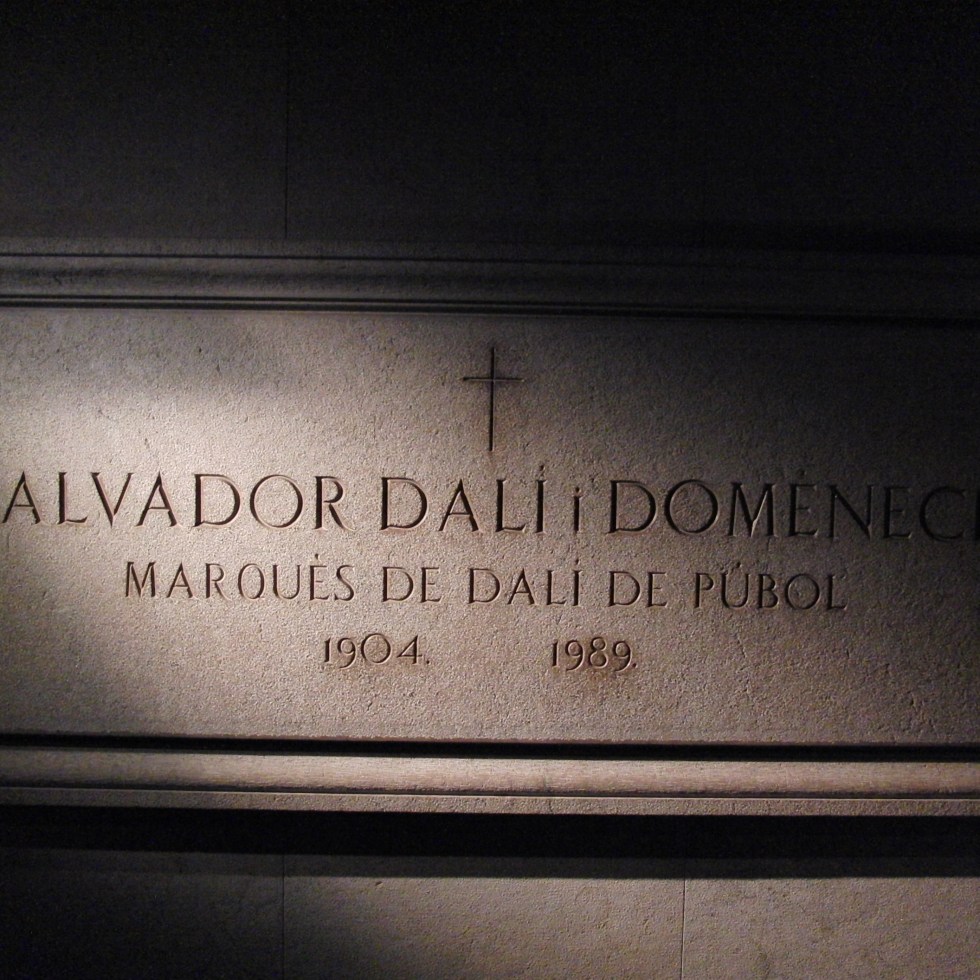 ALVADOR DALÍ i DOMÈNEC
MARQUÈS DE DALÍ DE PÚBOL
1904. 1989.